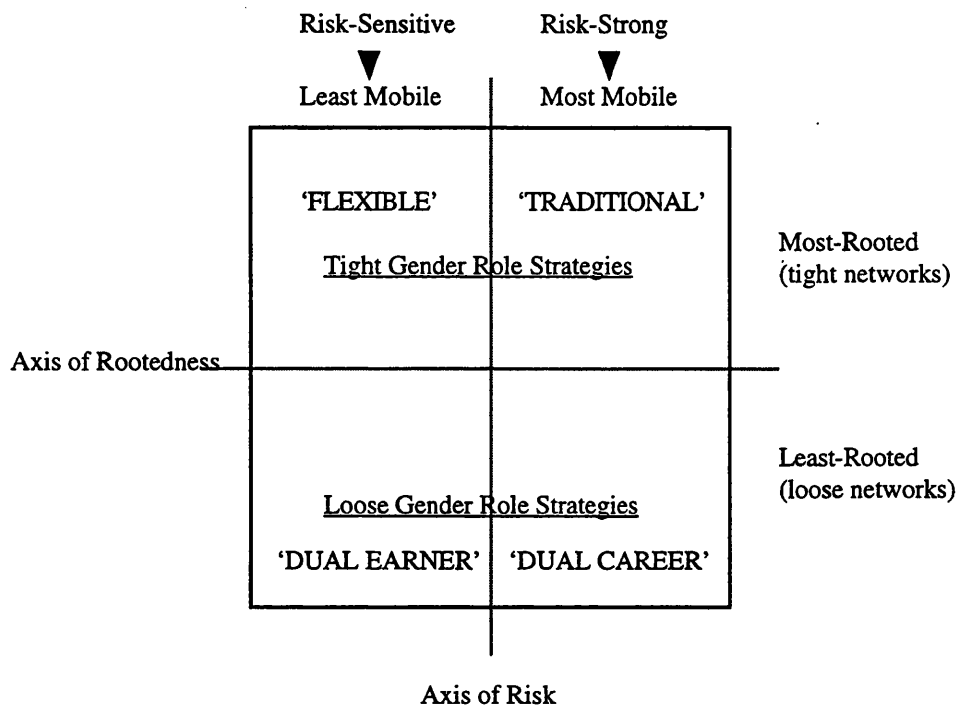 Risk-Sensitive Risk-Strong
Least Mobile Most Mobile
‘FLEXIBLE’ ‘TRADITIONAL’
Most-Rooted
Tight Gender Role Strategies (tight networks)
Axis of Rootedness
Least-Rooted
(loose networks)
Loose Gender Role Strategies
‘DUAL EARNER’ ‘DUAL CAREER’
Axis of Risk